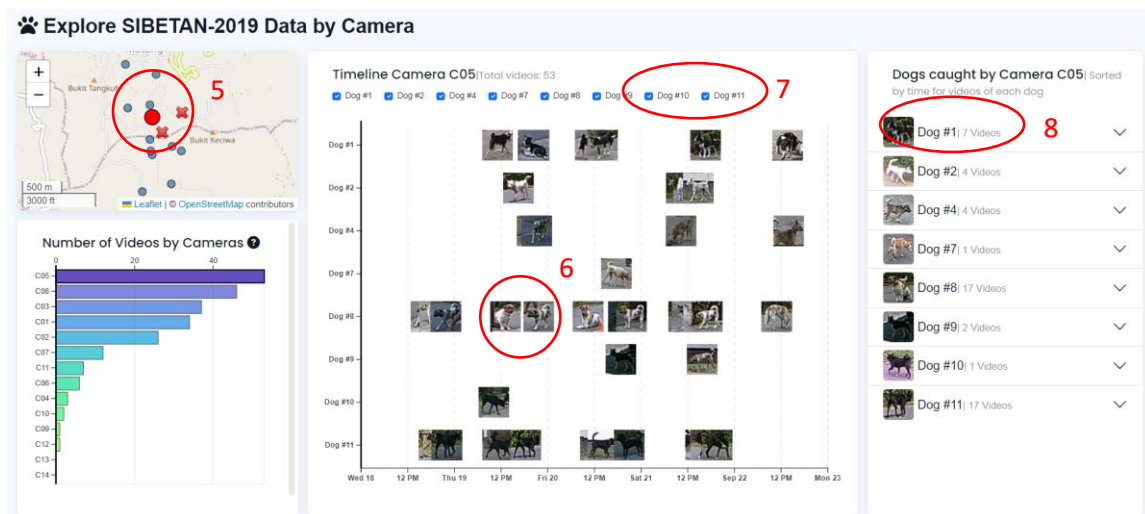 Explore SIBETAN-2019 Data by Camera
+
−
Bukit Tangkuh
Bukit Keciwa
500 m
3000 ft
Leaflet | © OpenStreetMap contributors
5
Number of Videos by Cameras ?
0 20 40
C05
C08
C03
C01
C02
C07
C11
C06
C04
C10
C09
C12
C13
C14
Timeline Camera C05|Total videos: 53
Dog #1 Dog #2 Dog #4 Dog #7 Dog #8 Dog #9 Dog #10 Dog #11
7
Dog #1
Dog #2
Dog #4
Dog #7
6
Dog #8
Dog #9
Dog #10
Dog #11
Wed 18 12 PM Thu 19 12 PM Fri 20 12 PM Sat 21 12 PM Sep 22 12 PM Mon 23
Dogs caught by Camera C05| Sorted
by time for videos of each dog
Dog #1| 7 Videos
8
Dog #2| 4 Videos
Dog #4| 4 Videos
Dog #7| 1 Videos
Dog #8| 17 Videos
Dog #9| 2 Videos
Dog #10| 1 Videos
Dog #11| 17 Videos